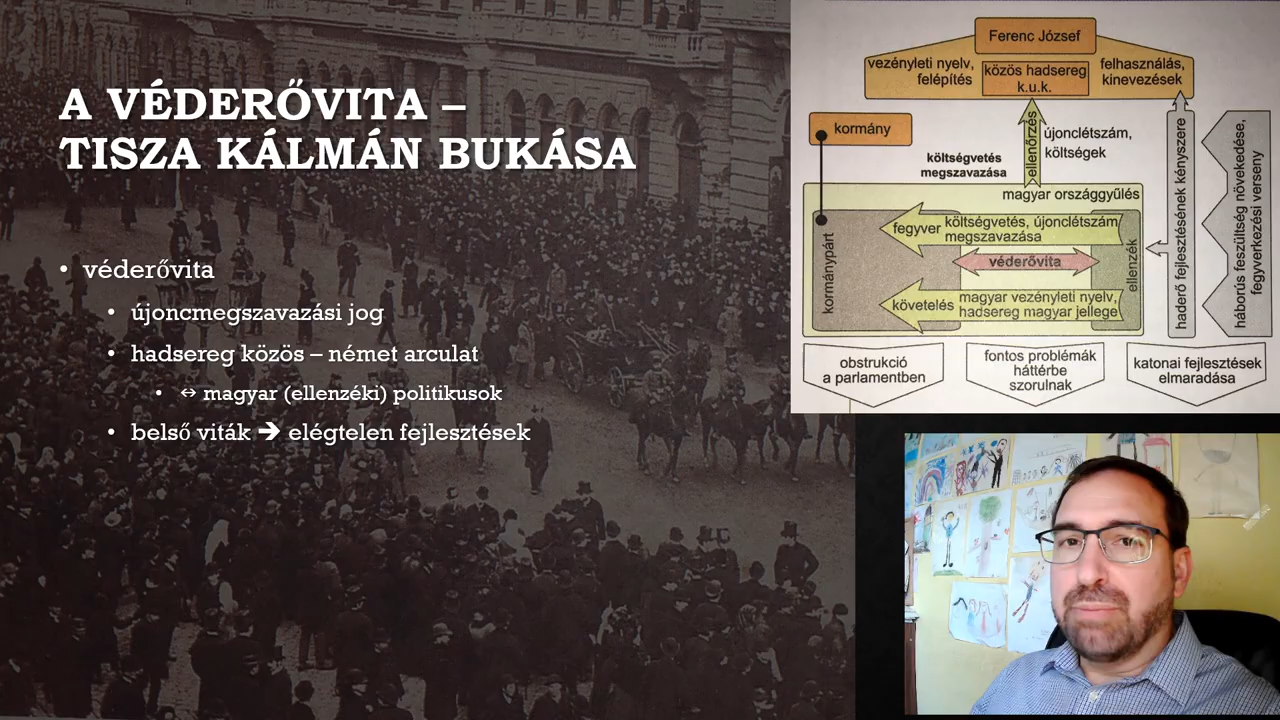 A VÉDERŐVITA –
TISZA KÁLMÁN BUKÁSA
• véderővita
• újoncmegszavazási jog
• hadsereg közös – német arculat
• ↔ magyar (ellenzéki) politikusok
• belső viták → elégtelen fejlesztések
Ferenc József
vezényleti nyelv,
felépítés
közös hadsereg
k.u.k.
felhasználás,
kinevezések
kormány
ellenőrzés
újonclétszám,
költségek
költségvetés
megszavazása
magyar országgyűlés
kormánypárt
fegyver
költségvetés, újonclétszám
megszavazása
véderővita
követelés
magyar vezényleti nyelv,
hadsereg magyar jellege
ellenzék
haderő fejlesztésének kényszere
háborús feszültség növekedése,
fegyverkezési verseny
obstrukció
a parlamentben
fontos problémák
háttérbe
szorulnak
katonai fejlesztések
elmaradása